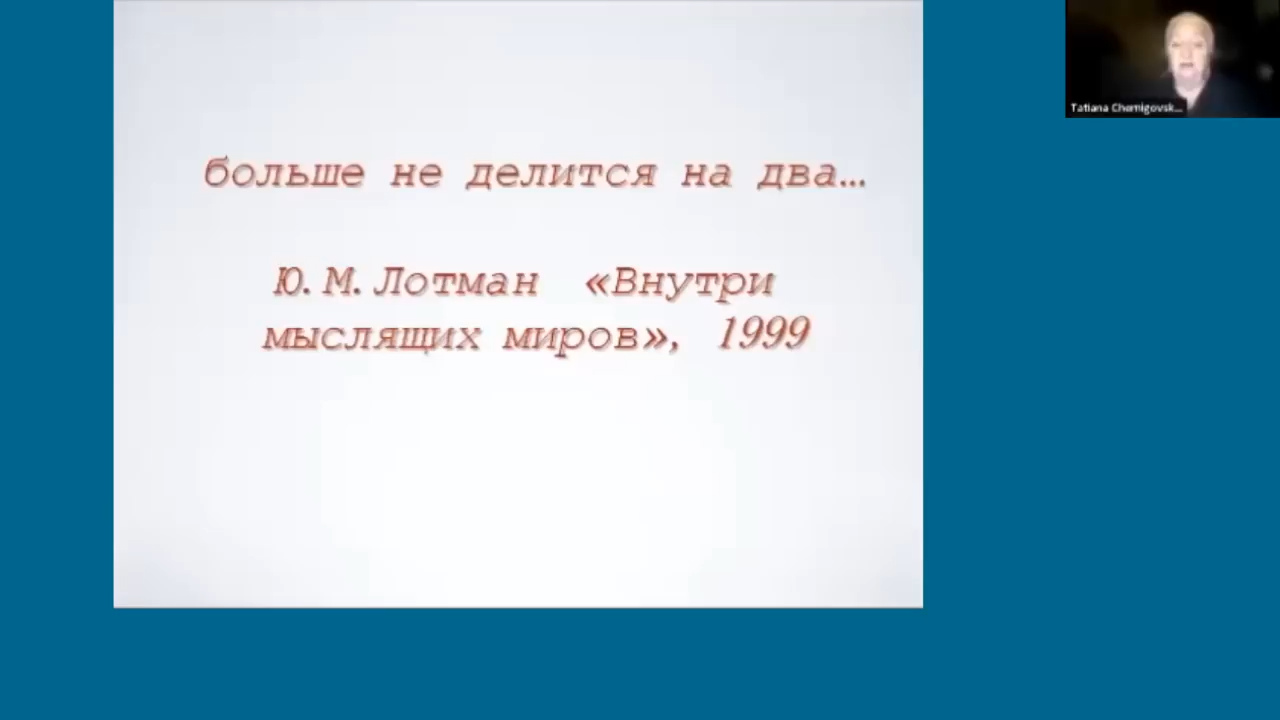 больше не делится на два…
Ю.М.Лотман «Внутри
мыслящих миров», 1999
Tatiana Chernigovsk...